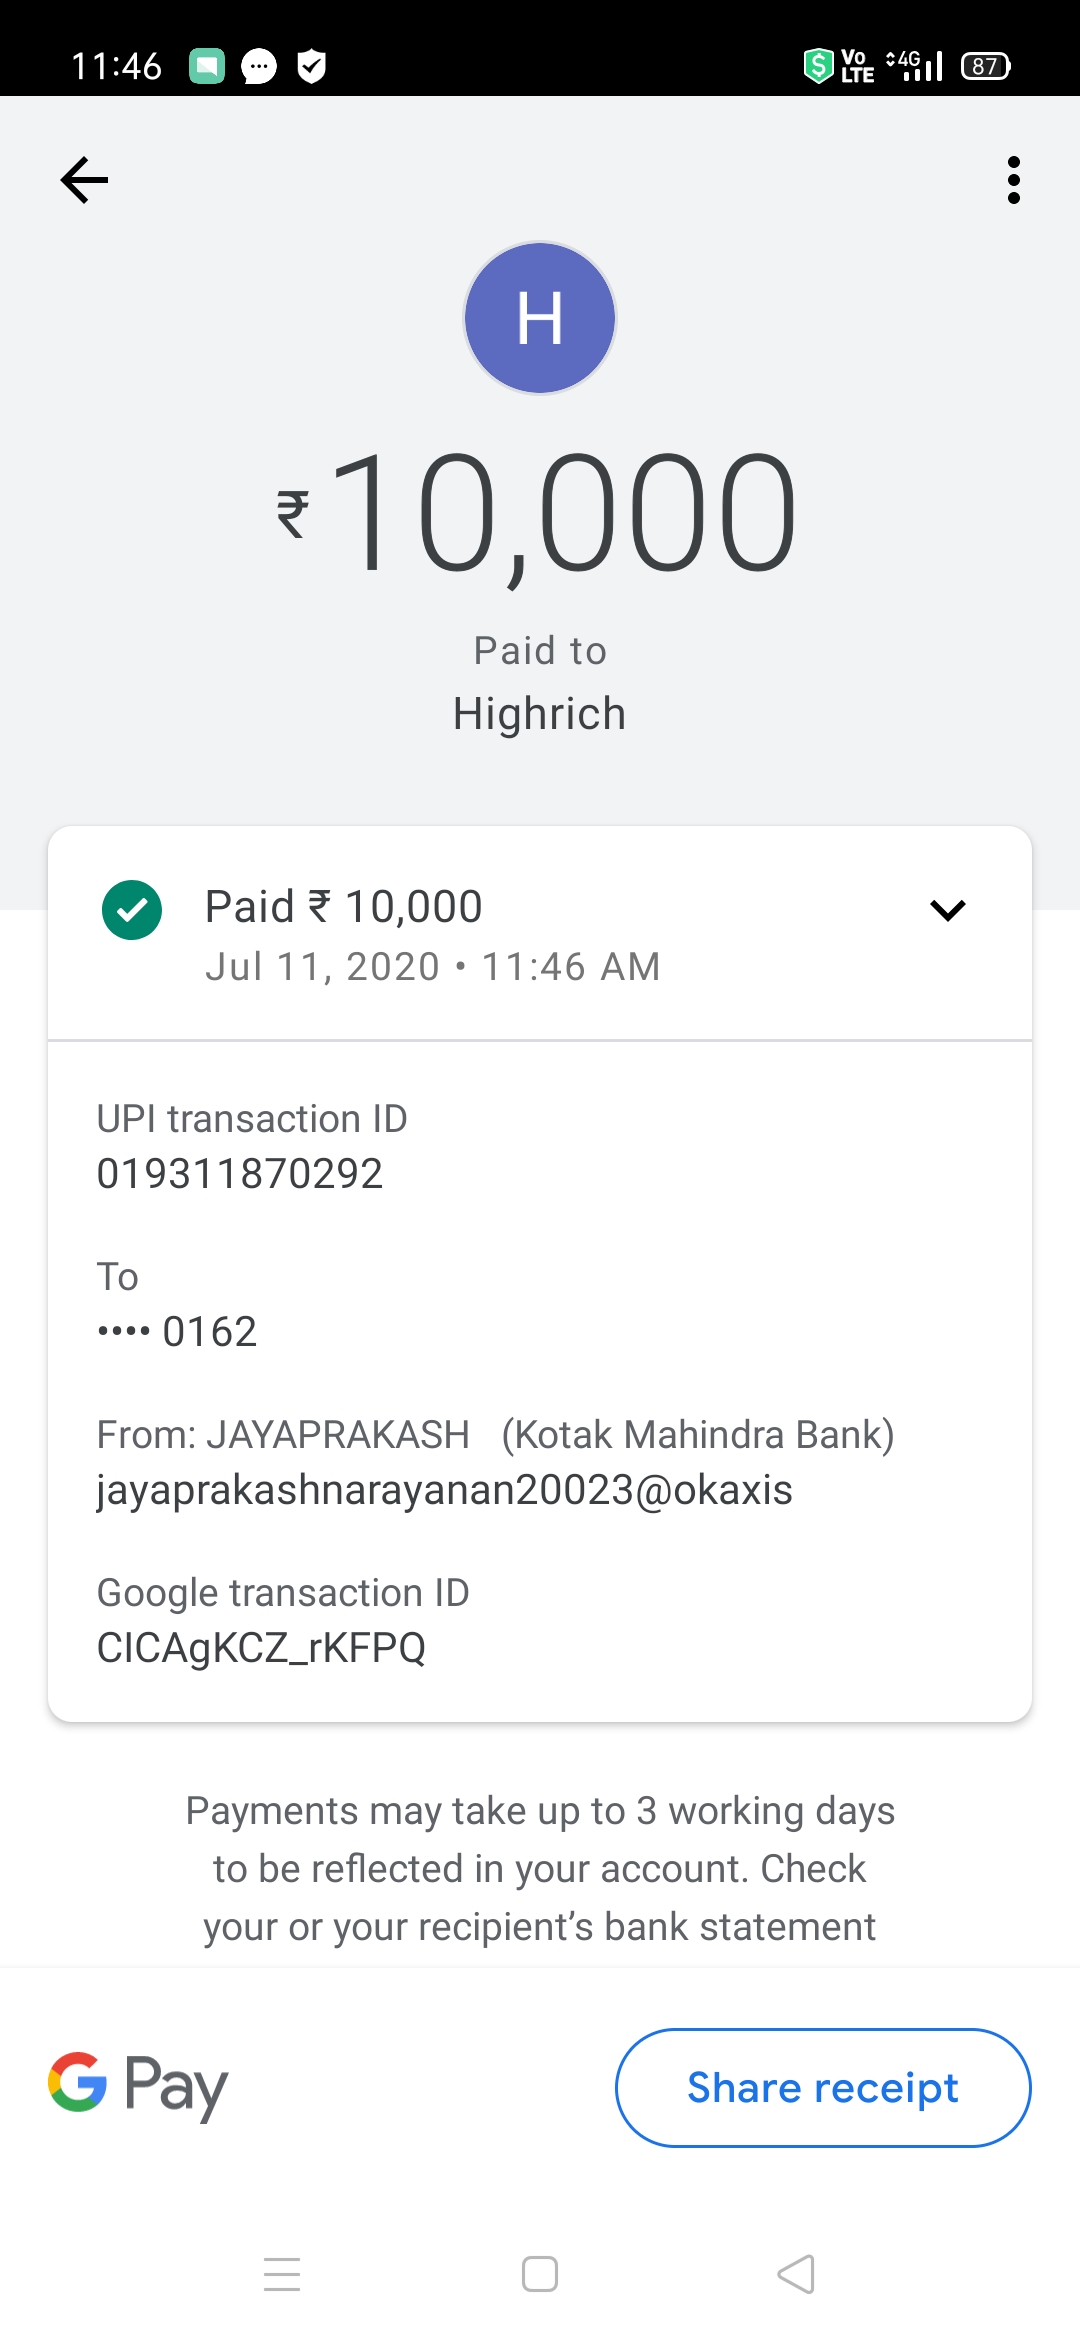 11:46
Vo LTE 4G 87
H
₹10,000
Paid to
Highrich
Paid ₹ 10,000
Jul 11, 2020 • 11:46 AM
UPI transaction ID
019311870292
To
•••• 0162
From: JAYAPRAKASH (Kotak Mahindra Bank)
jayaprakashnarayanan20023@okaxis
Google transaction ID
CICAgKCZ_rKFPQ
Payments may take up to 3 working days
to be reflected in your account. Check
your or your recipient’s bank statement
G Pay
Share receipt